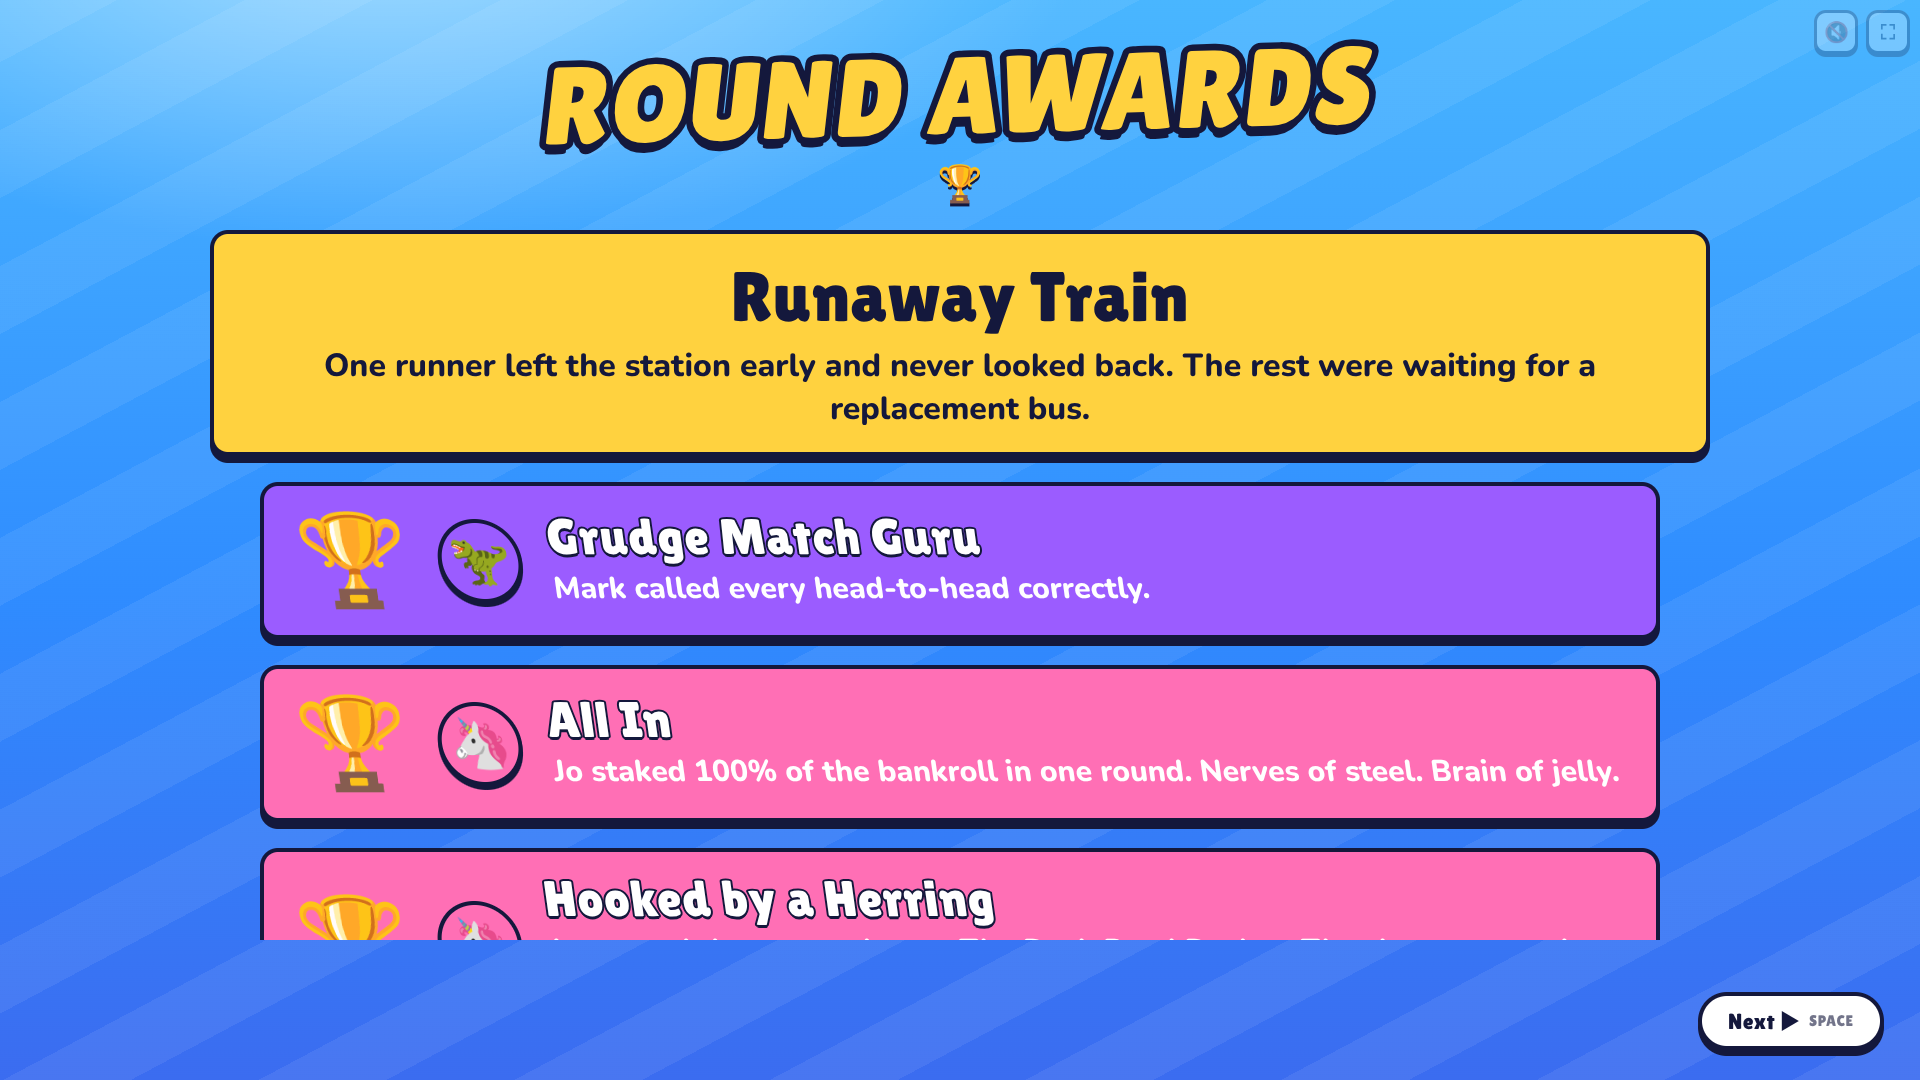 ROUND AWARDS
Runaway Train
One runner left the station early and never looked back. The rest were waiting for a
replacement bus.
Grudge Match Guru
Mark called every head-to-head correctly.
All In
Jo staked 100% of the bankroll in one round. Nerves of steel. Brain of jelly.
Hooked by a Herring
Next ▶ SPACE